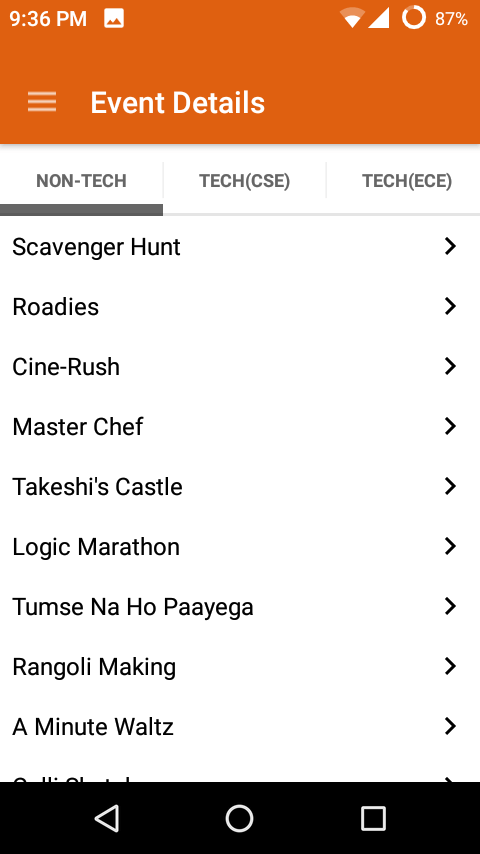 9:36 PM 87%
Event Details
NON-TECH TECH(CSE) TECH(ECE)
Scavenger Hunt
Roadies
Cine-Rush
Master Chef
Takeshi's Castle
Logic Marathon
Tumse Na Ho Paayega
Rangoli Making
A Minute Waltz